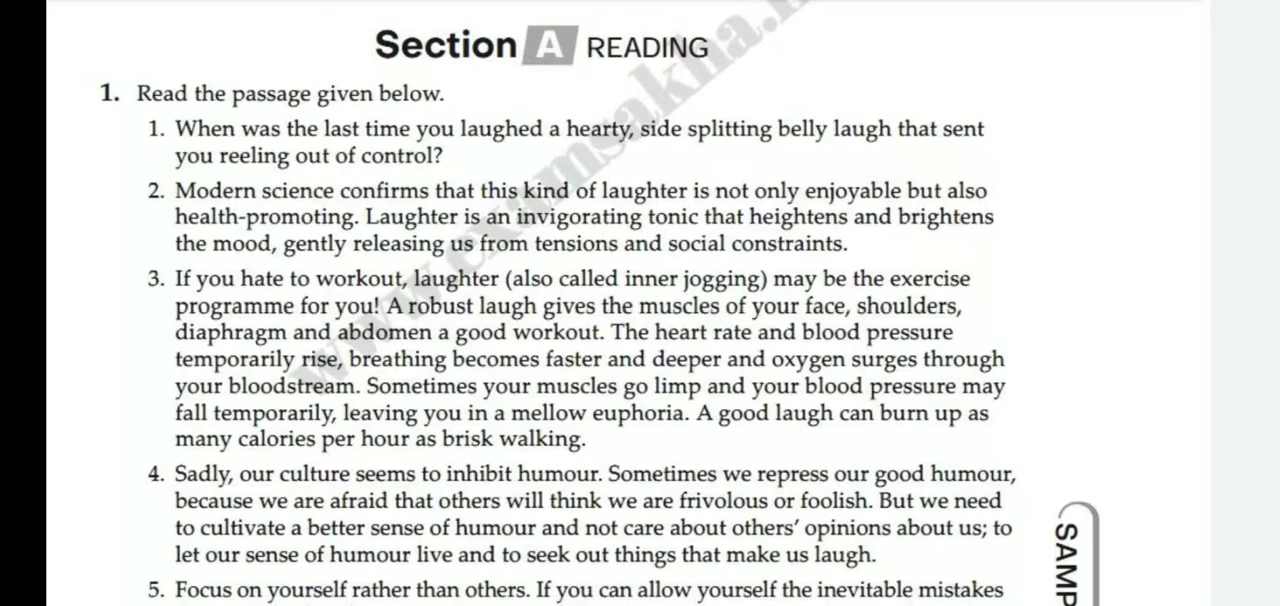 Section A READING
1. Read the passage given below.
1. When was the last time you laughed a hearty, side splitting belly laugh that sent
you reeling out of control?
2. Modern science confirms that this kind of laughter is not only enjoyable but also
health-promoting. Laughter is an invigorating tonic that heightens and brightens
the mood, gently releasing us from tensions and social constraints.
3. If you hate to workout, laughter (also called inner jogging) may be the exercise
programme for you! A robust laugh gives the muscles of your face, shoulders,
diaphragm and abdomen a good workout. The heart rate and blood pressure
temporarily rise, breathing becomes faster and deeper and oxygen surges through
your bloodstream. Sometimes your muscles go limp and your blood pressure may
fall temporarily, leaving you in a mellow euphoria. A good laugh can burn up as
many calories per hour as brisk walking.
4. Sadly, our culture seems to inhibit humour. Sometimes we repress our good humour,
because we are afraid that others will think we are frivolous or foolish. But we need
to cultivate a better sense of humour and not care about others' opinions about us; to
let our sense of humour live and to seek out things that make us laugh.
5. Focus on yourself rather than others. If you can allow yourself the inevitable mistakes
SAMP